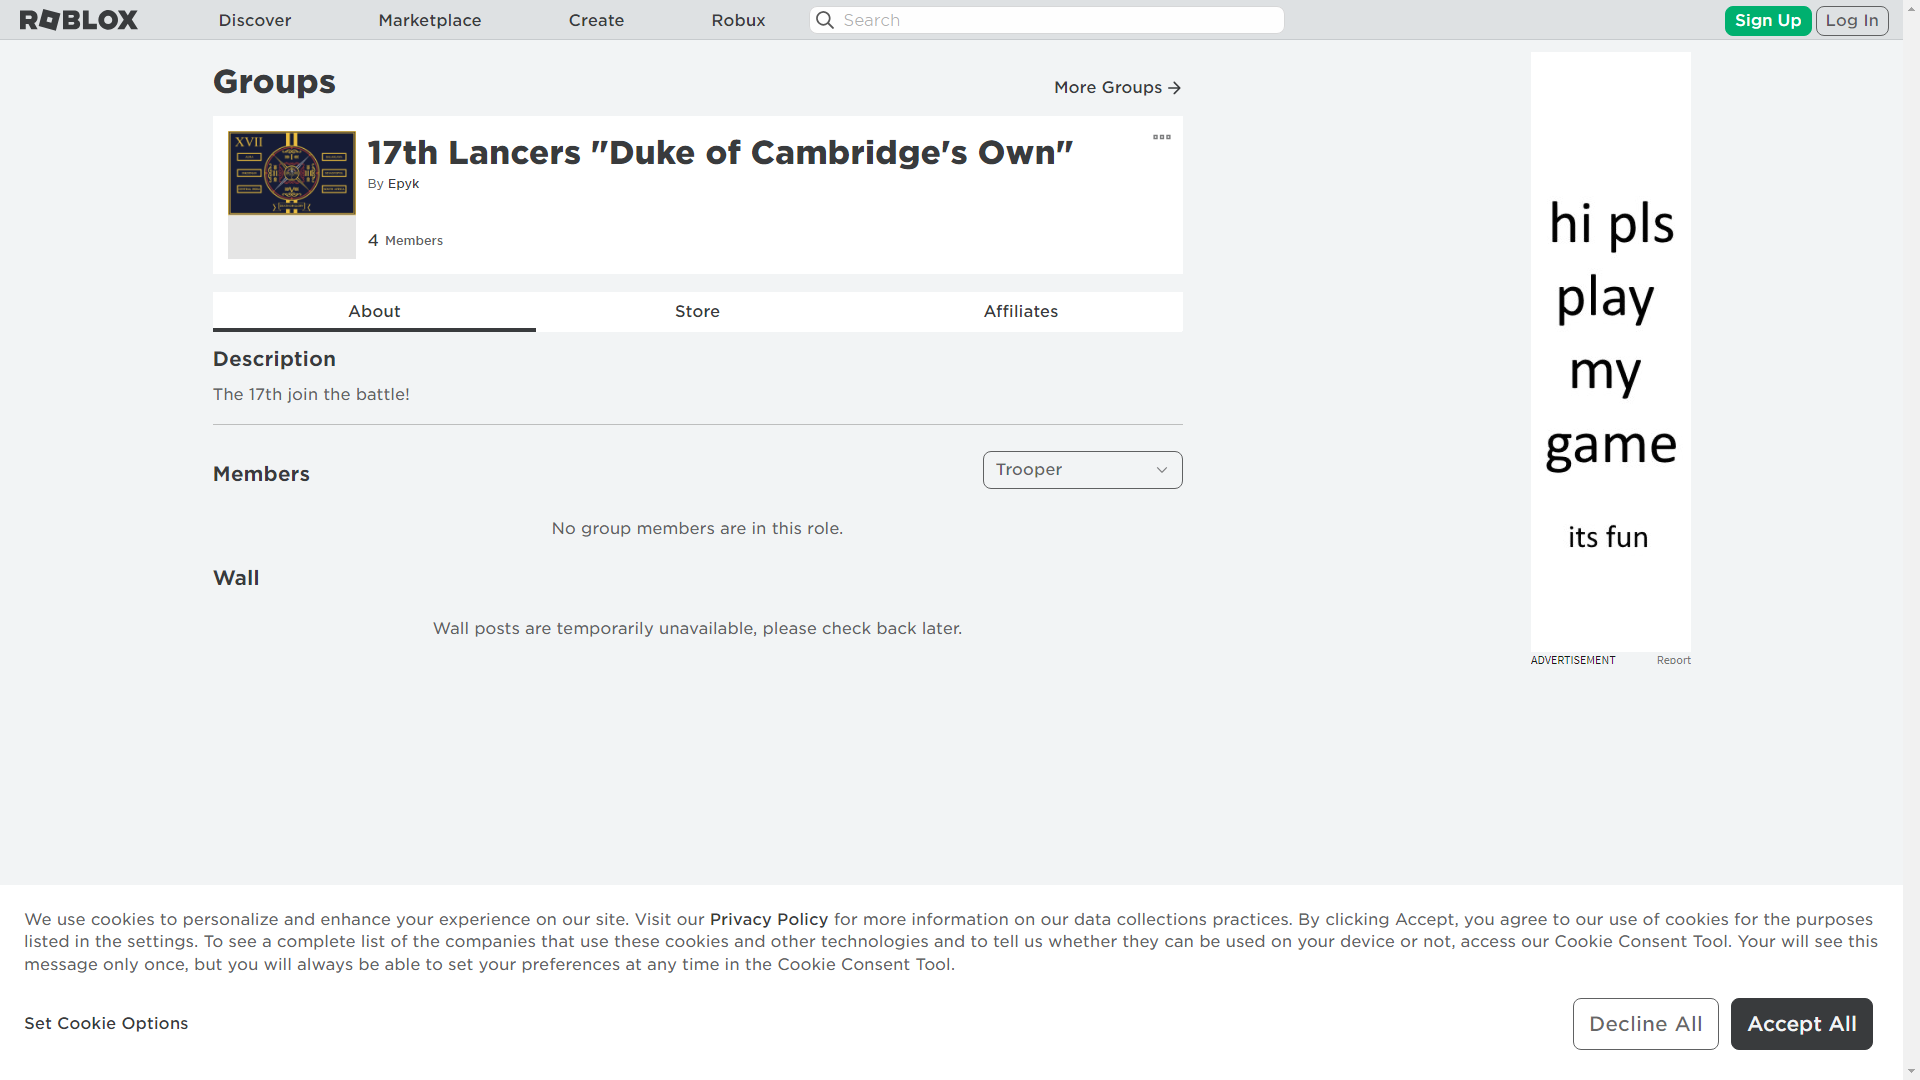 ROBLOX
Discover
Marketplace
Create
Robux
Search
Sign Up
Log In
Groups
More Groups
XVII
17th Lancers "Duke of Cambridge's Own"
By Epyk
4 Members
About
Store
Affiliates
Description
The 17th join the battle!
Members
Trooper
No group members are in this role.
Wall
Wall posts are temporarily unavailable, please check back later.
hi pls
play
my
game
its fun
ADVERTISEMENT
Report
We use cookies to personalize and enhance your experience on our site. Visit our Privacy Policy for more information on our data collections practices. By clicking Accept, you agree to our use of cookies for the purposes
listed in the settings. To see a complete list of the companies that use these cookies and other technologies and to tell us whether they can be used on your device or not, access our Cookie Consent Tool. Your will see this
message only once, but you will always be able to set your preferences at any time in the Cookie Consent Tool.
Set Cookie Options
Decline All
Accept All